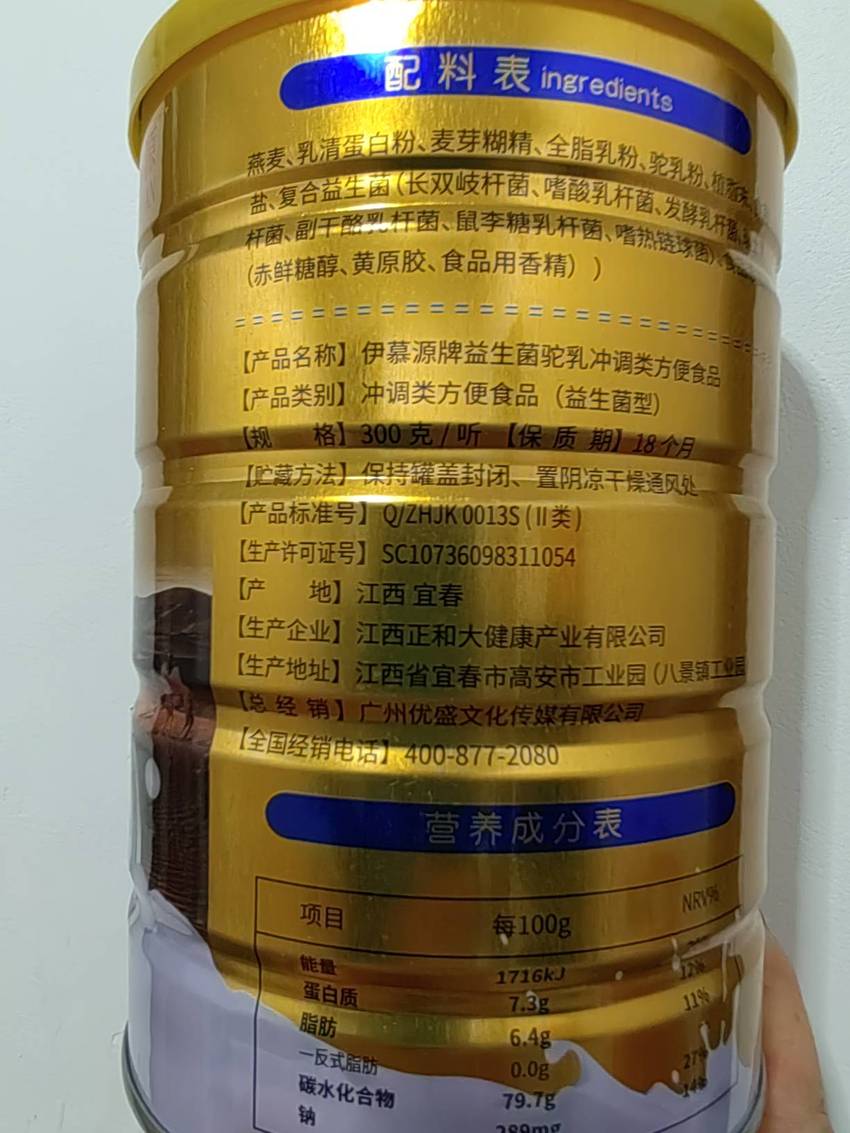 配料表 ingredients
燕麦、乳清蛋白粉、麦芽糊精、全脂乳粉、驼乳粉、植脂末、
盐、复合益生菌(长双岐杆菌、嗜酸乳杆菌、发酵乳杆菌、
杆菌、副干酪乳杆菌、鼠李糖乳杆菌、嗜热链球菌)、
(赤鲜糖醇、黄原胶、食品用香精) )
【产品名称】伊慕源牌益生菌驼乳冲调类方便食品
【产品类别】冲调类方便食品 (益生菌型)
【规 格】300克/听 【保 质 期】18个月
【贮藏方法】保持罐盖封闭、置阴凉干燥通风处
【产品标准号】Q/ZHJK 0013S (II类)
【生产许可证号】SC10736098311054
【产 地】江西 宜春
【生产企业】江西正和大健康产业有限公司
【生产地址】江西省宜春市高安市工业园(八景镇工业园
【总 经 销】广州优盛文化传媒有限公司
【全国经销电话】400-877-2080
营养成分表
项目 每100g NRV%
能量 1716kJ
蛋白质 7.3g 12%
脂肪 6.4g 11%
—反式脂肪 0.0g
碳水化合物 79.7g 27%
钠 289mg 14%